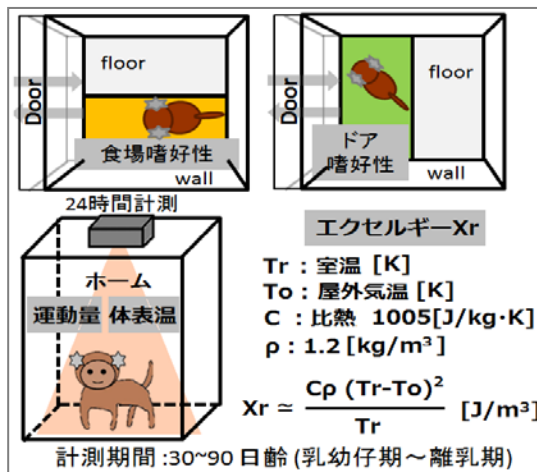 Door
floor
食場嗜好性
wall
Door
floor
ドア
嗜好性
wall
24時間計測
ホーム
運動量 体表温
エクセルギーXr
Tr : 室温 [K]
To : 屋外気温 [K]
C : 比熱 1005[J/kg·K]
ρ : 1.2 [kg/m³]
Xr ≃ Cρ (Tr-To)² / Tr [J/m³]
計測期間 :30~90 日齢 (乳幼仔期～離乳期)